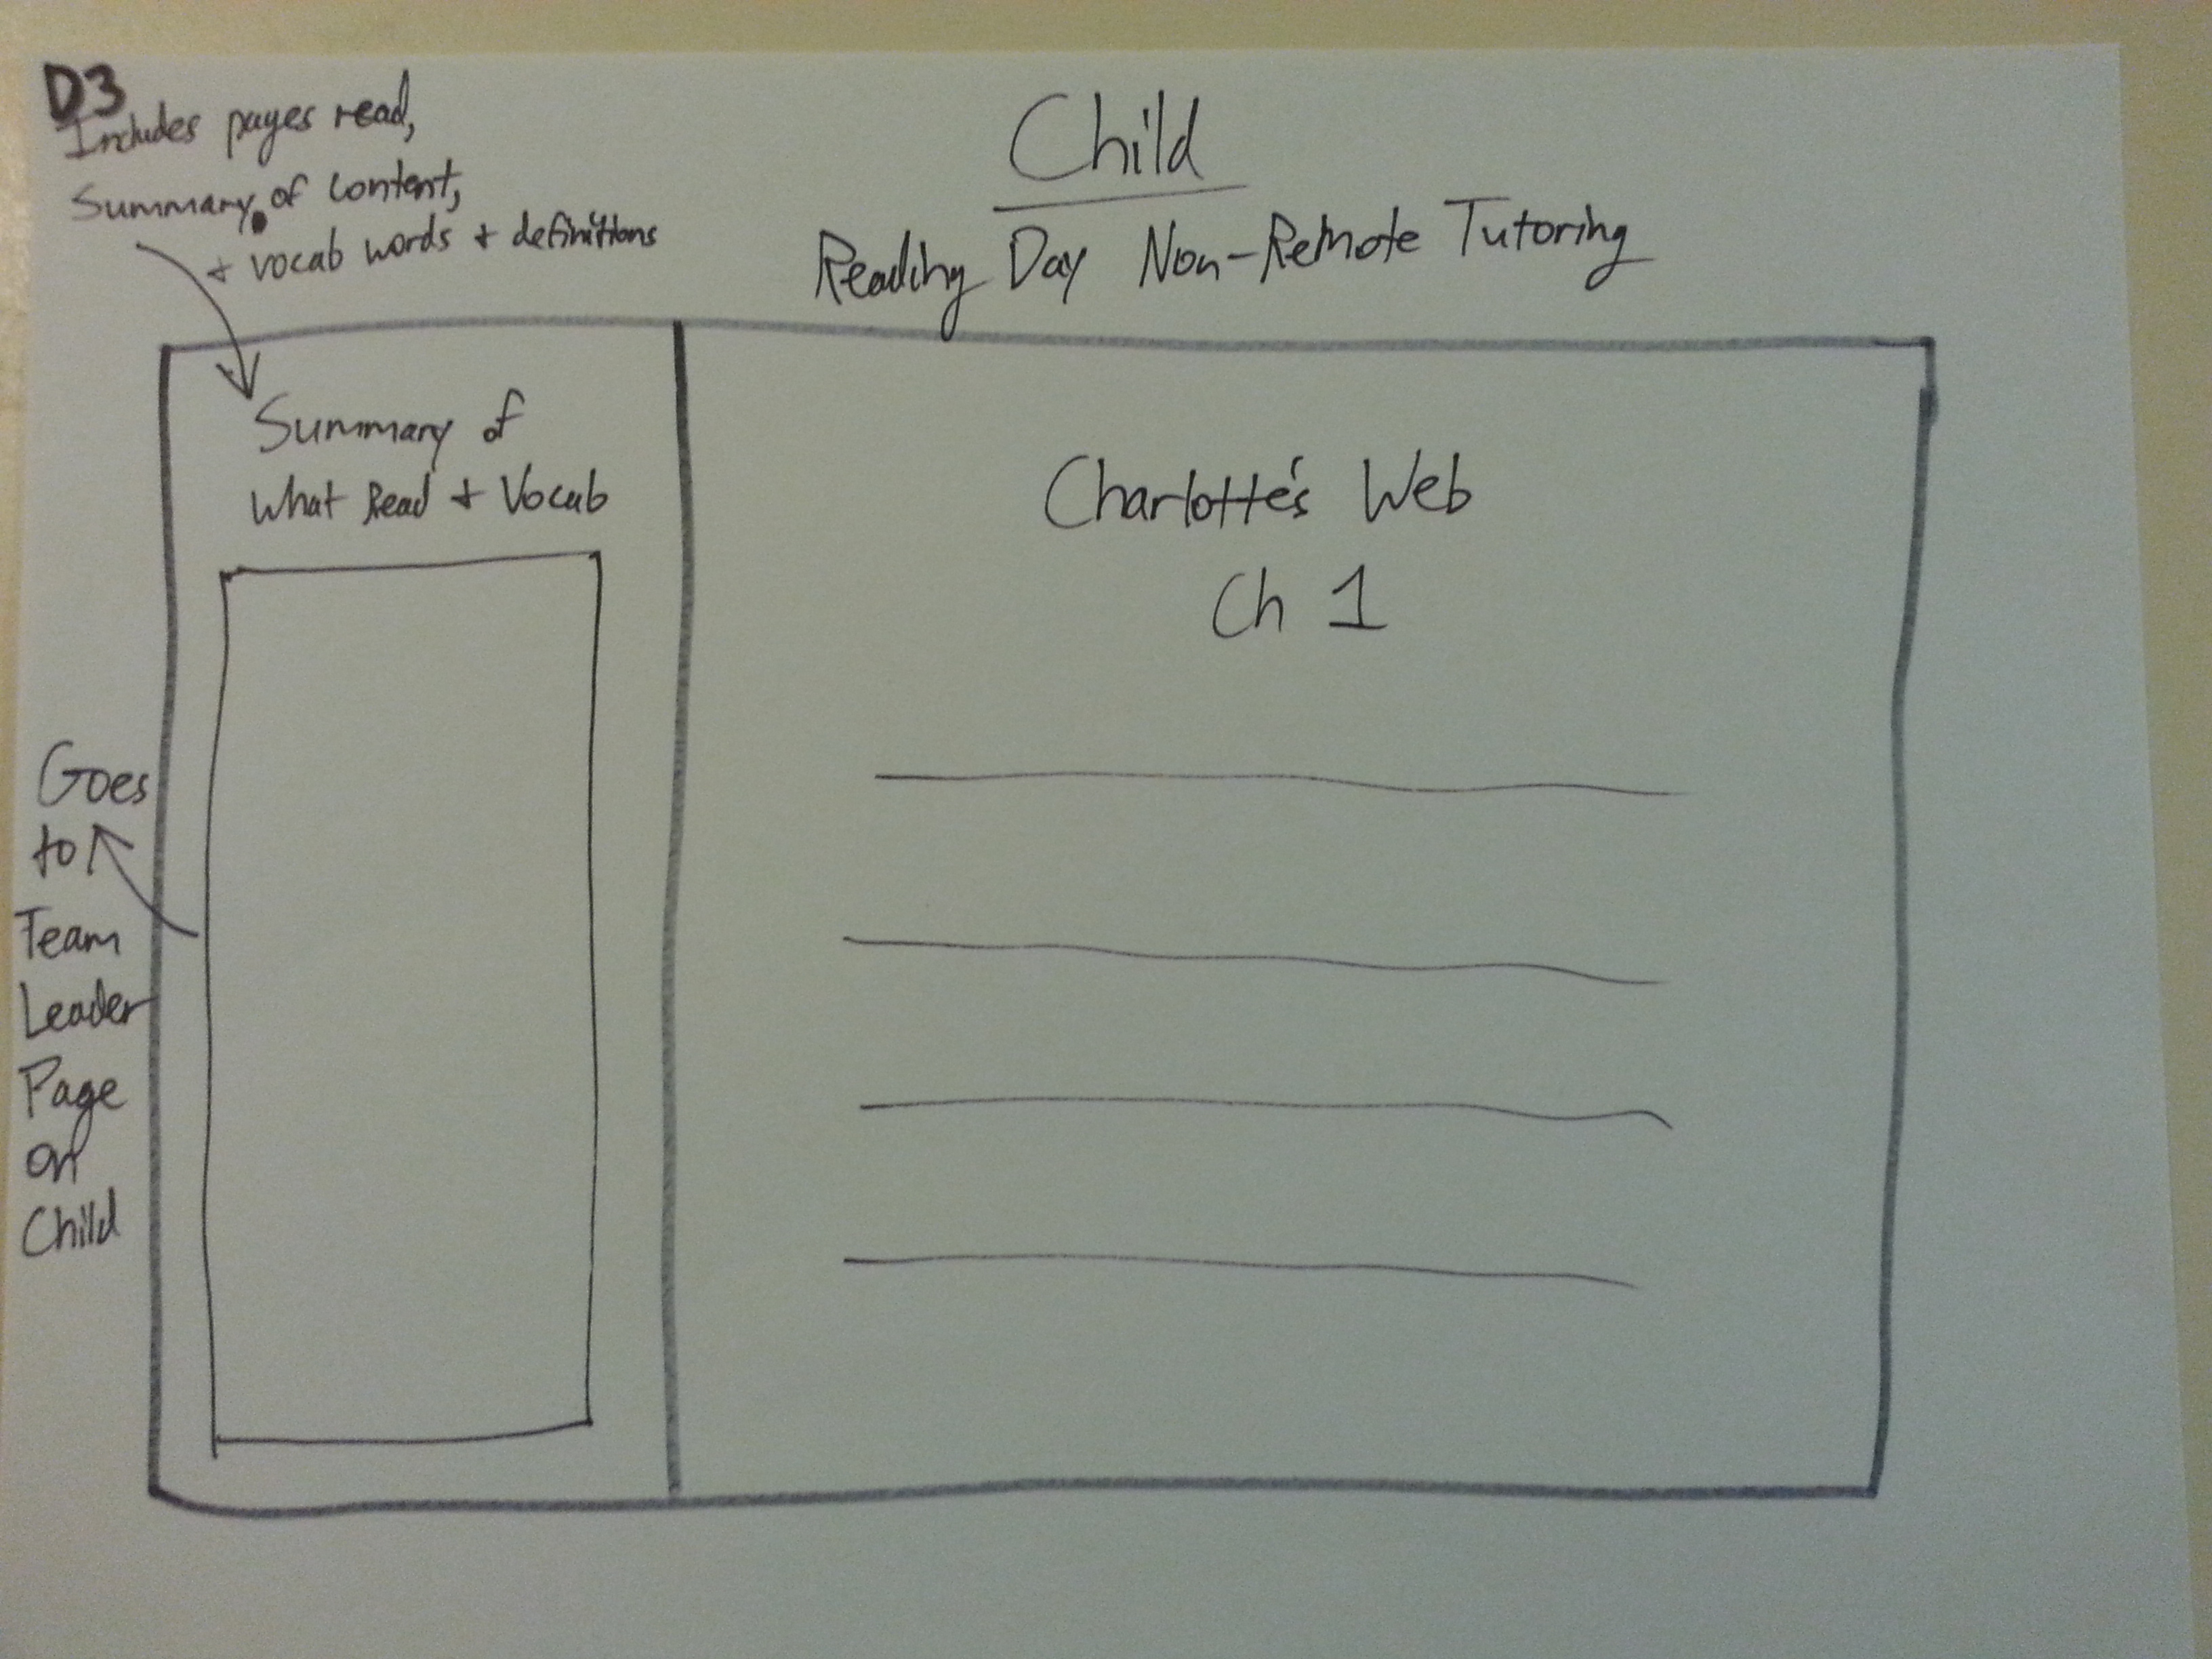 D3
Includes pages read,
Summary of content,
+ vocab words + definitions
Child
Reading Day Non-Remote Tutoring
Summary of
what Read + Vocab
Charlotte's Web
Ch 1
Goes
to
Team
Leader
Page
on
Child